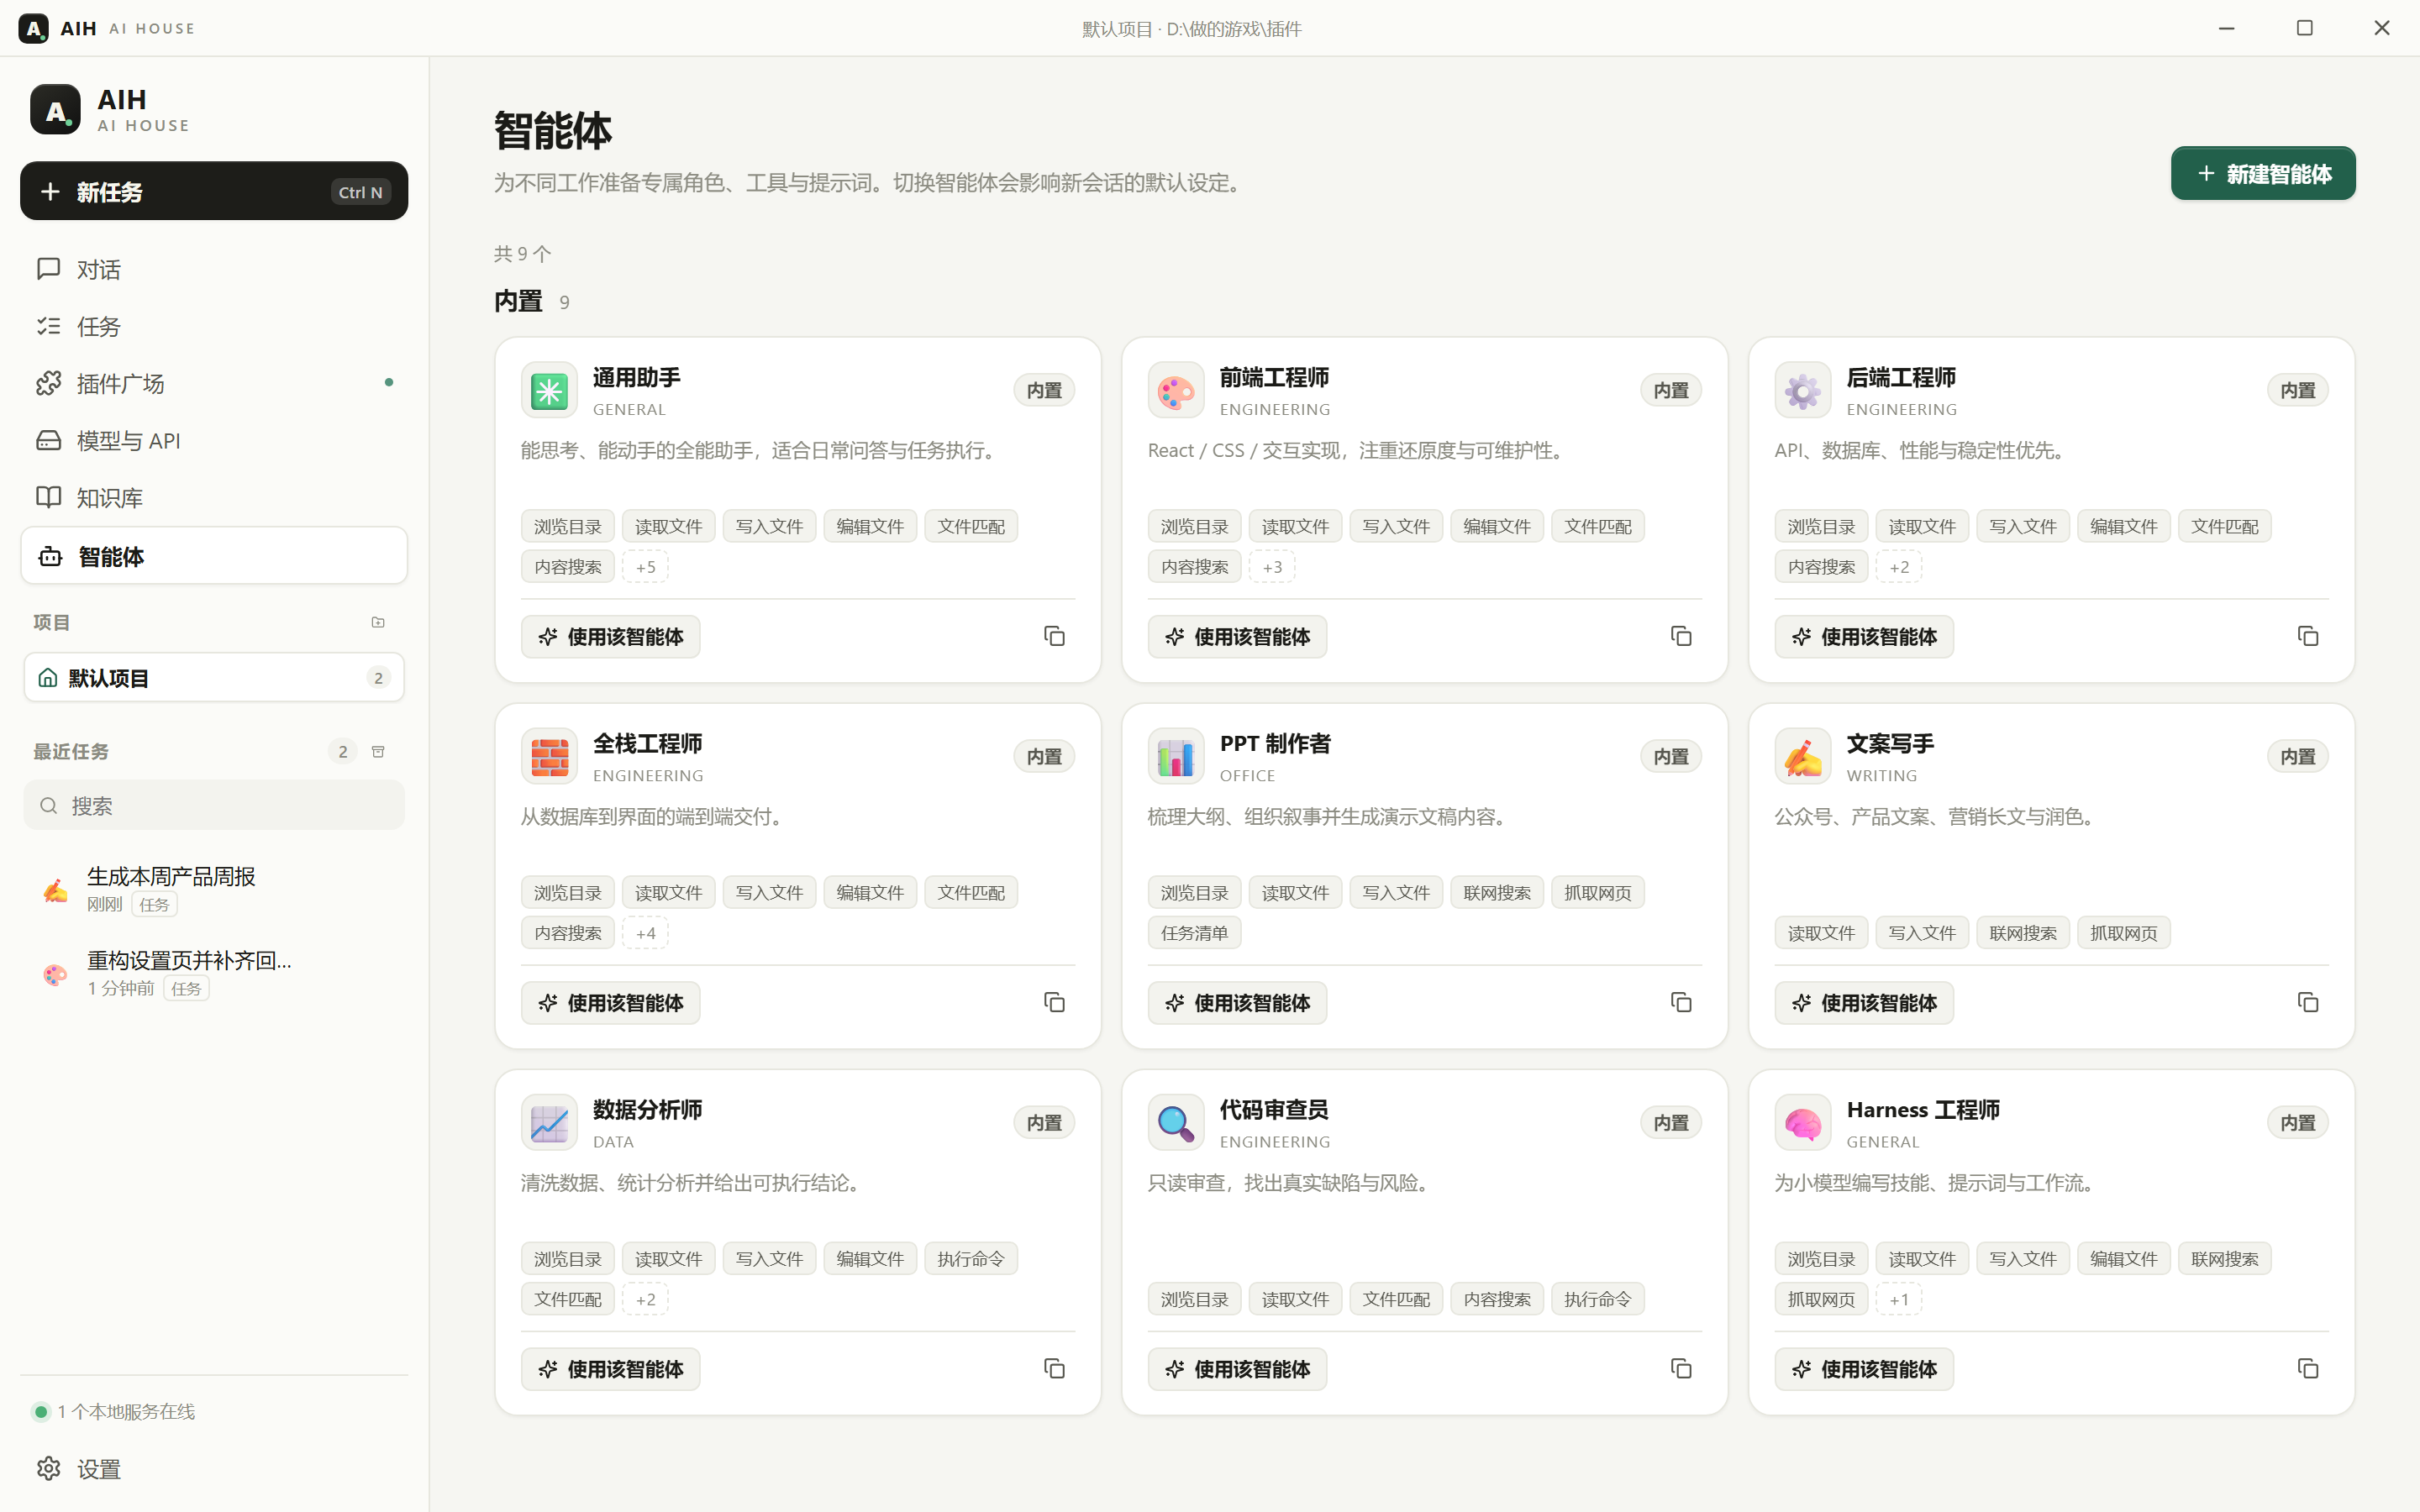 A. AIH AI HOUSE
默认项目 · D:\做的游戏\插件
A. AIH
AI HOUSE
新任务 Ctrl N
对话
任务
插件广场
模型与 API
知识库
智能体
项目
默认项目 2
最近任务 2
搜索
生成本周产品周报
刚刚 任务
重构设置页并补齐回...
1 分钟前 任务
1 个本地服务在线
设置
智能体
为不同工作准备专属角色、工具与提示词。切换智能体会影响新会话的默认设定。
新建智能体
共 9 个
内置 9
通用助手
GENERAL
内置
能思考、能动手的全能助手，适合日常问答与任务执行。
浏览目录 读取文件 写入文件 编辑文件 文件匹配
内容搜索 +5
使用该智能体
前端工程师
ENGINEERING
内置
React / CSS / 交互实现，注重还原度与可维护性。
浏览目录 读取文件 写入文件 编辑文件 文件匹配
内容搜索 +3
使用该智能体
后端工程师
ENGINEERING
内置
API、数据库、性能与稳定性优先。
浏览目录 读取文件 写入文件 编辑文件 文件匹配
内容搜索 +2
使用该智能体
全栈工程师
ENGINEERING
内置
从数据库到界面的端到端交付。
浏览目录 读取文件 写入文件 编辑文件 文件匹配
内容搜索 +4
使用该智能体
PPT 制作者
OFFICE
内置
梳理大纲、组织叙事并生成演示文稿内容。
浏览目录 读取文件 写入文件 联网搜索 抓取网页
任务清单
使用该智能体
文案写手
WRITING
内置
公众号、产品文案、营销长文与润色。
读取文件 写入文件 联网搜索 抓取网页
使用该智能体
数据分析师
DATA
内置
清洗数据、统计分析并给出可执行结论。
浏览目录 读取文件 写入文件 编辑文件 执行命令
文件匹配 +2
使用该智能体
代码审查员
ENGINEERING
内置
只读审查，找出真实缺陷与风险。
浏览目录 读取文件 文件匹配 内容搜索 执行命令
使用该智能体
Harness 工程师
GENERAL
内置
为小模型编写技能、提示词与工作流。
浏览目录 读取文件 写入文件 编辑文件 联网搜索
抓取网页 +1
使用该智能体